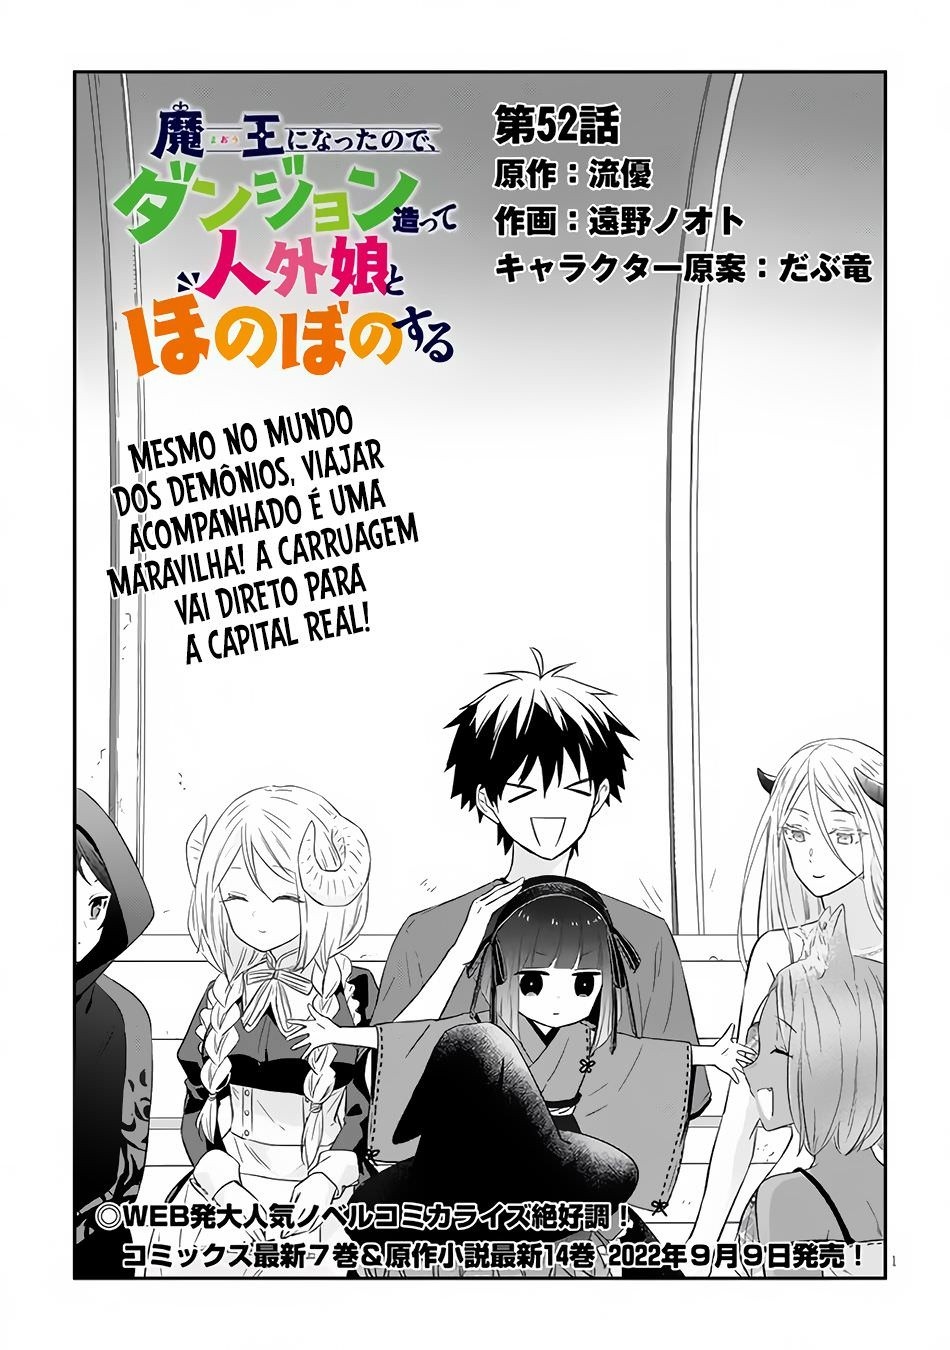 魔王になったので、
まおう
ダンジョン造って
人外娘と
ほのぼのする
第52話
原作：流優
作画：遠野ノオト
キャラクター原案：だぶ竜
MESMO NO MUNDO
DOS DEMÔNIOS, VIAJAR
ACOMPANHADO É UMA
MARAVILHA! A CARRUAGEM
VAI DIRETO PARA
A CAPITAL REAL!
◎WEB発大人気ノベルコミカライズ絶好調！
コミックス最新７巻＆原作小説最新14巻 2022年９月９日発売！
1